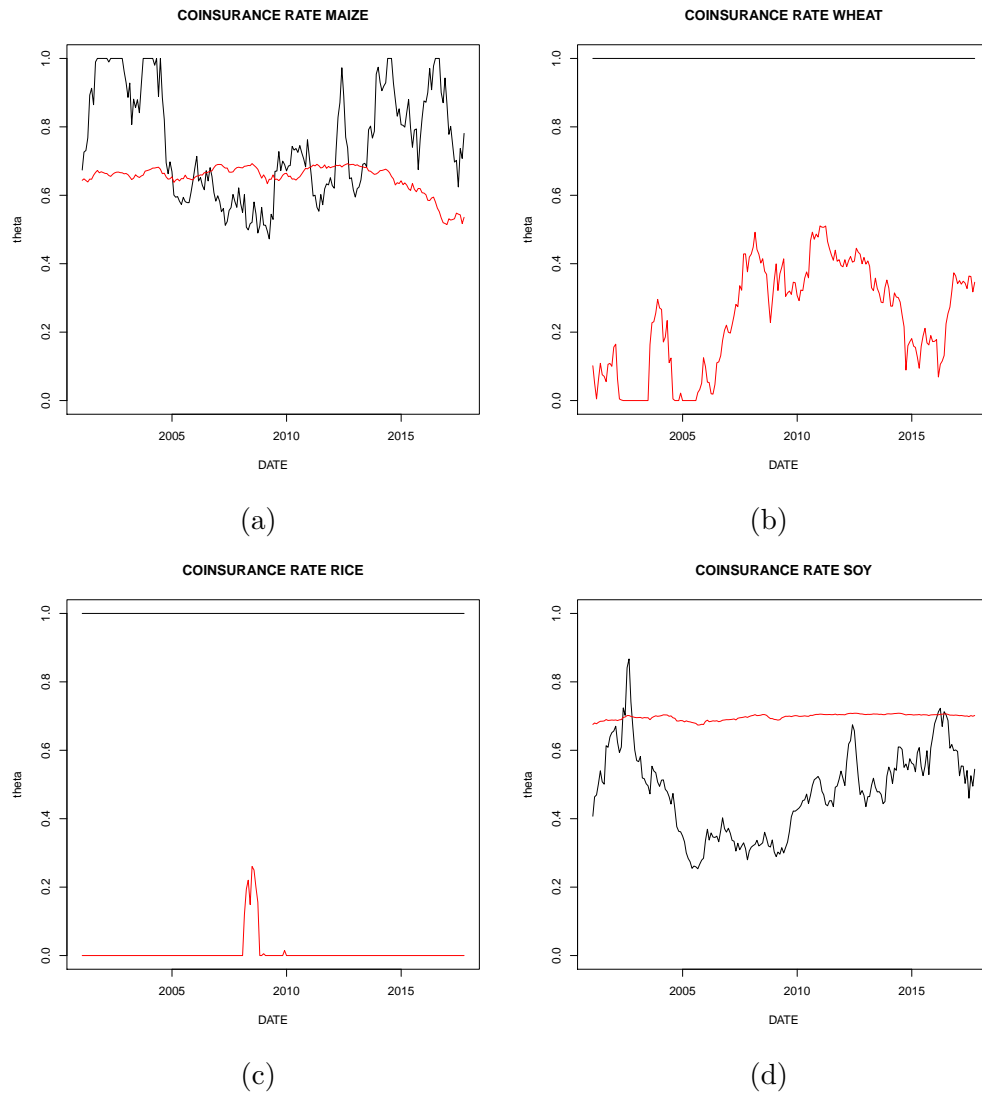 COINSURANCE RATE MAIZE
theta
0.0 0.2 0.4 0.6 0.8 1.0
2005 2010 2015
DATE
(a)
COINSURANCE RATE WHEAT
theta
0.0 0.2 0.4 0.6 0.8 1.0
2005 2010 2015
DATE
(b)
COINSURANCE RATE RICE
theta
0.0 0.2 0.4 0.6 0.8 1.0
2005 2010 2015
DATE
(c)
COINSURANCE RATE SOY
theta
0.0 0.2 0.4 0.6 0.8 1.0
2005 2010 2015
DATE
(d)